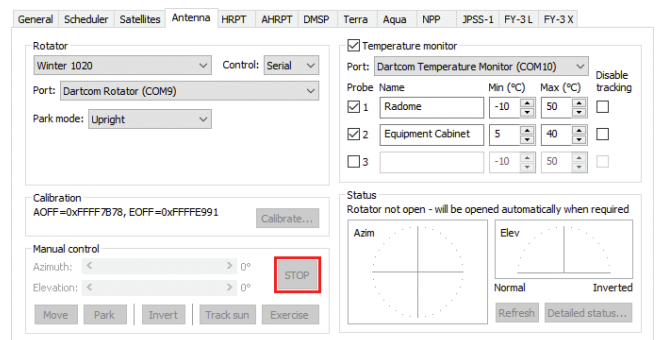 General Scheduler Satellites Antenna HRPT AHRPT DMSP Terra Aqua NPP JPSS-1 FY-3 L FY-3 X
Rotator
Winter 1020 Control: Serial
Port: Dartcom Rotator (COM9)
Park mode: Upright
Temperature monitor
Port: Dartcom Temperature Monitor (COM10)
Disable
tracking
Probe Name Min (°C) Max (°C)
1 Radome -10 50
2 Equipment Cabinet 5 40
3 -10 50
Calibration
AOFF=0xFFFF7B78, EOFF=0xFFFFE991
Calibrate...
Manual control
Azimuth: < > 0°
Elevation: < > 0°
STOP
Move Park Invert Track sun Exercise
Status
Rotator not open - will be opened automatically when required
Azim
Elev
Normal Inverted
Refresh Detailed status...